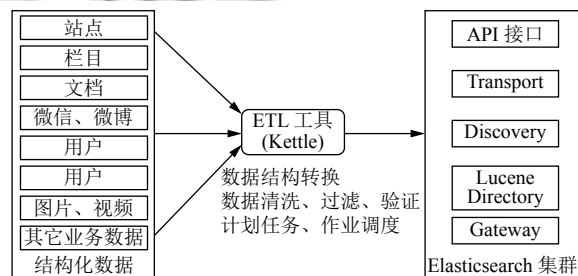 站点
栏目
文档
微信、微博
用户
用户
图片、视频
其它业务数据
结构化数据
ETL 工具
(Kettle)
数据结构转换
数据清洗、过滤、验证
计划任务、作业调度
API 接口
Transport
Discovery
Lucene
Directory
Gateway
Elasticsearch 集群